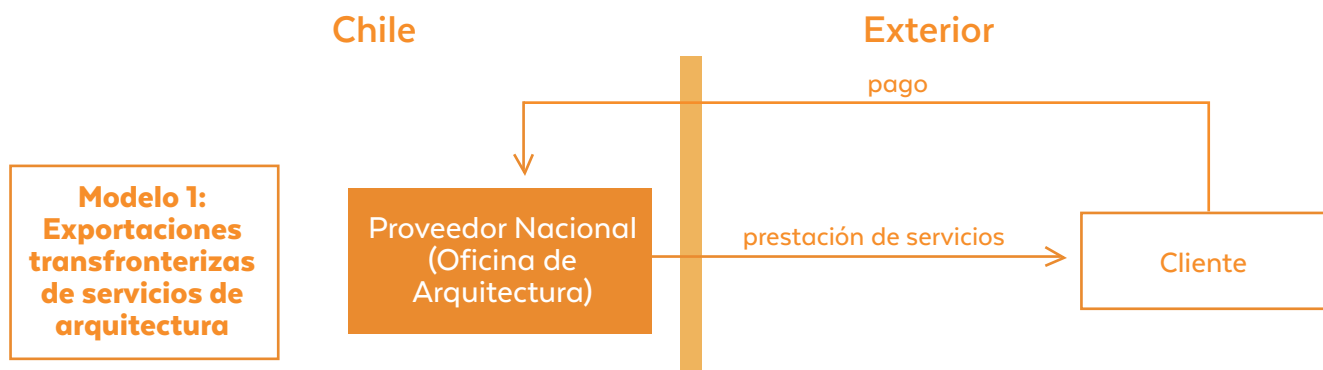 Chile
Exterior
pago
Modelo 1:
Exportaciones
transfronterizas
de servicios de
arquitectura
Proveedor Nacional
(Oficina de
Arquitectura)
prestación de servicios
Cliente